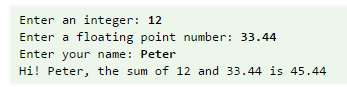 Enter an integer: 12
Enter a floating point number: 33.44
Enter your name: Peter
Hi! Peter, the sum of 12 and 33.44 is 45.44